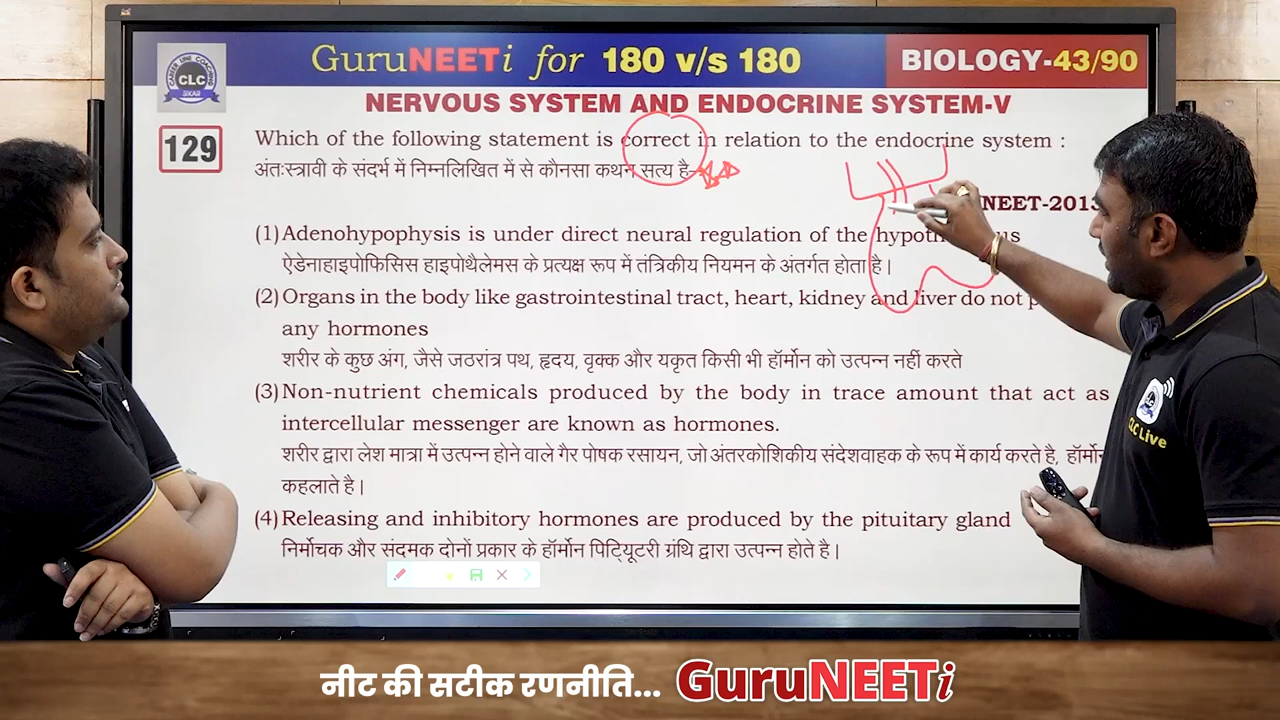 GuruNEETi for 180 v/s 180
BIOLOGY-43/90
CLC
SIKAR
NERVOUS SYSTEM AND ENDOCRINE SYSTEM-V
129
Which of the following statement is correct in relation to the endocrine system :
अंतःस्त्रावी के संदर्भ में निम्नलिखित में से कौनसा कथन सत्य है-
NEET-2013
(1) Adenohypophysis is under direct neural regulation of the
ऐडेनाहाइपोफिसिस हाइपोथैलेमस के प्रत्यक्ष रूप में तंत्रिकीय नियमन के अंतर्गत होता है।
(2) Organs in the body like gastrointestinal tract, heart, kidney and liver do not
any hormones
शरीर के कुछ अंग, जैसे जठरांत्र पथ, हृदय, वृक्क और यकृत किसी भी हॉर्मोन को उत्पन्न नहीं करते
(3) Non-nutrient chemicals produced by the body in trace amount that act as
intercellular messenger are known as hormones.
शरीर द्वारा लेश मात्रा में उत्पन्न होने वाले गैर पोषक रसायन, जो अंतरकोशिकीय संदेशवाहक के रूप में कार्य करते है, हॉर्मोन
कहलाते है।
(4) Releasing and inhibitory hormones are produced by the pituitary gland
निर्मोचक और संदमक दोनों प्रकार के हॉर्मोन पिट्यूिटरी ग्रंथि द्वारा उत्पन्न होते है।
CLC
CLC Live
नीट की सटीक रणनीति... GuruNEETi